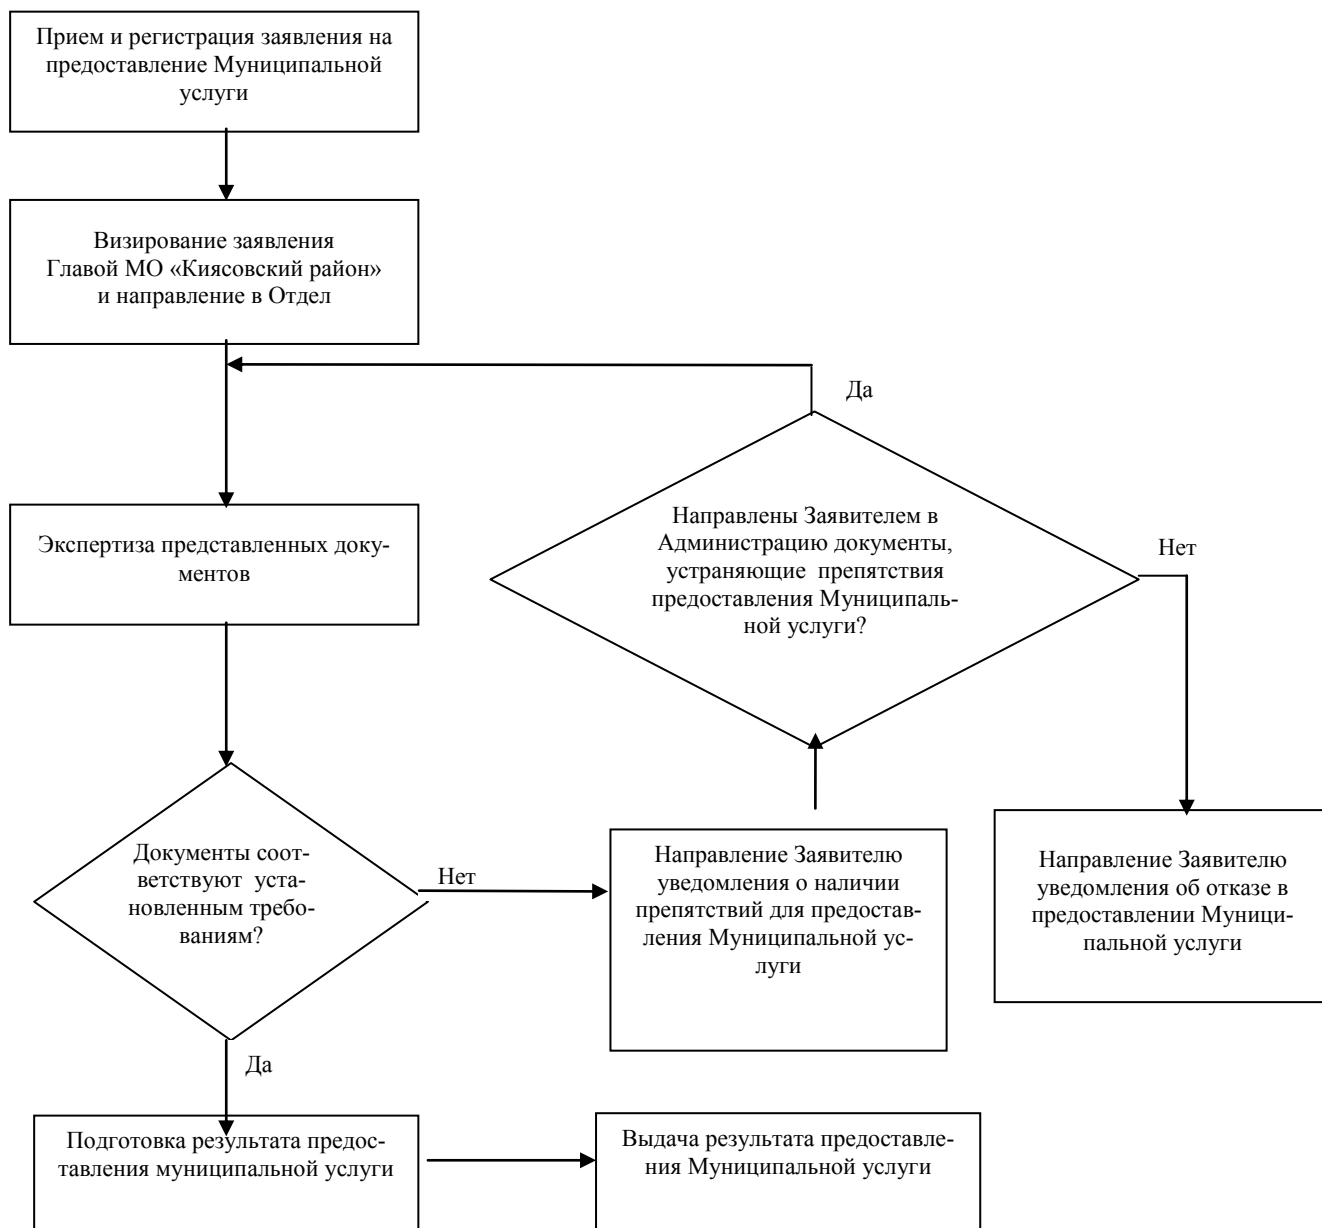 Прием и регистрация заявления на
предоставление Муниципальной
услуги
Визирование заявления
Главой МО «Киясовский район»
и направление в Отдел
Да
Направлены Заявителем в
Администрацию документы,
устраняющие препятствия
предоставления Муниципаль-
ной услуги?
Нет
Экспертиза представленных доку-
ментов
Документы соот-
ветствуют уста-
новленным требо-
ваниям?
Нет
Направление Заявителю
уведомления о наличии
препятствий для предостав-
ления Муниципальной ус-
луги
Направление Заявителю
уведомления об отказе в
предоставлении Муници-
пальной услуги
Да
Подготовка результата предос-
тавления муниципальной услуги
Выдача результата предоставле-
ния Муниципальной услуги